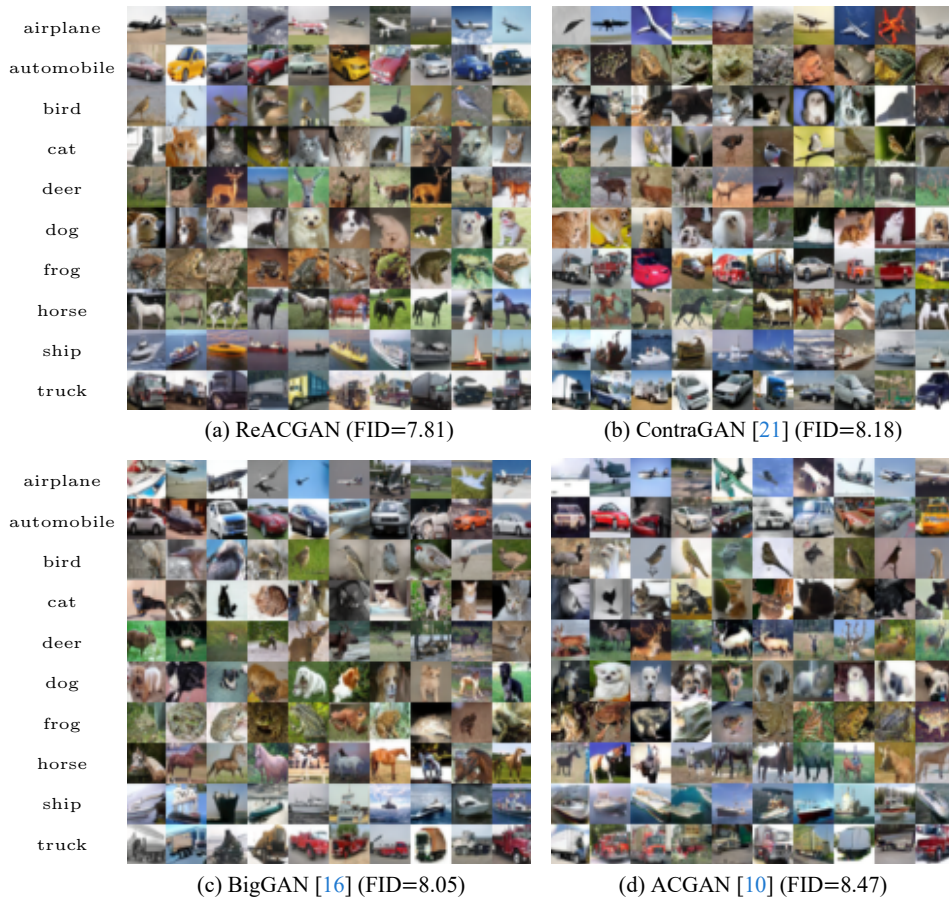 airplane
automobile
bird
cat
deer
dog
frog
horse
ship
truck
(a) ReACGAN (FID=7.81)
(b) ContraGAN [21] (FID=8.18)
airplane
automobile
bird
cat
deer
dog
frog
horse
ship
truck
(c) BigGAN [16] (FID=8.05)
(d) ACGAN [10] (FID=8.47)